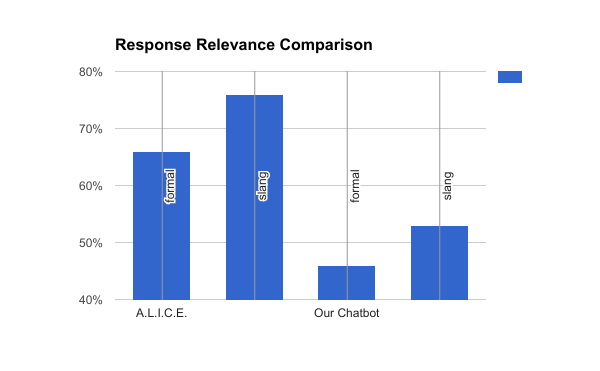 Response Relevance Comparison
80%
70%
60%
50%
40%
formal
slang
formal
slang
A.L.I.C.E.
Our Chatbot